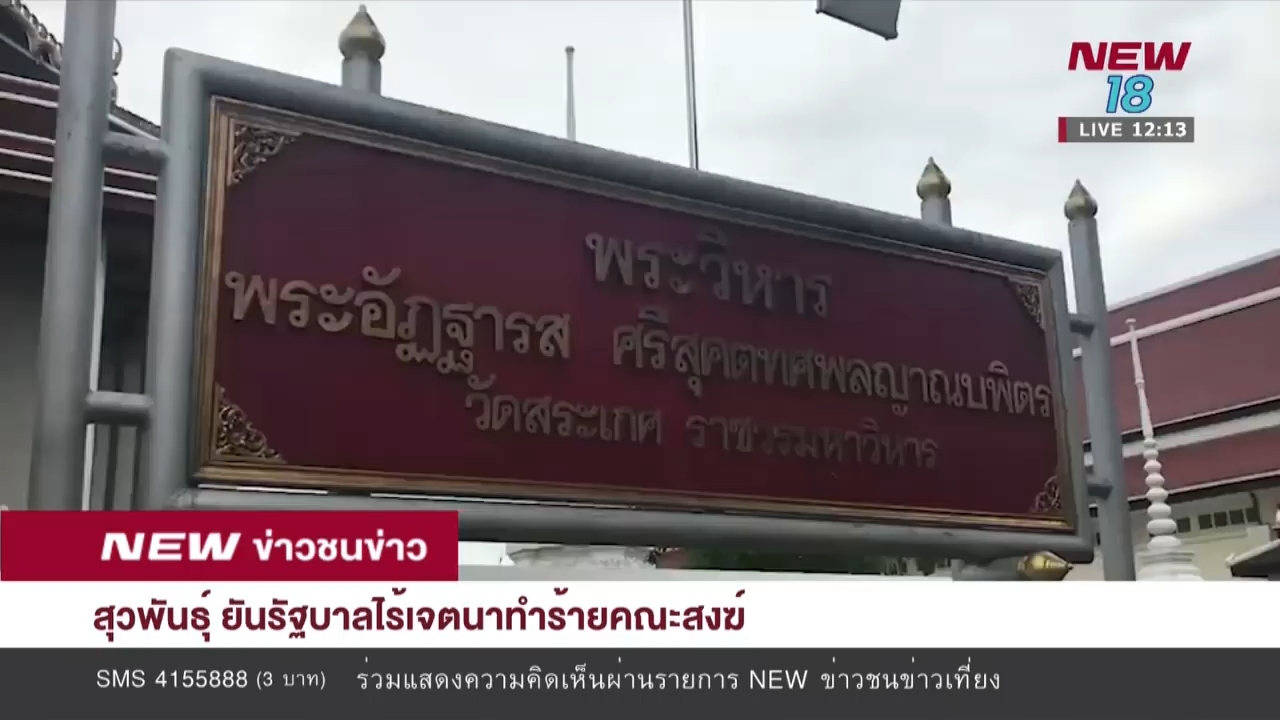 NEW
18
LIVE 12:13
พระวิหาร
พระอัฏฐารส ศรีสุคตทศพลญาณบพิตร
วัดสระเกศ ราชวรมหาวิหาร
NEW ข่าวชนข่าว
สุวพันธุ์ ยันรัฐบาลไร้เจตนาทำร้ายคณะสงฆ์
SMS 4155888 (3 บาท) ร่วมแสดงความคิดเห็นผ่านรายการ NEW ข่าวชนข่าวเที่ยง